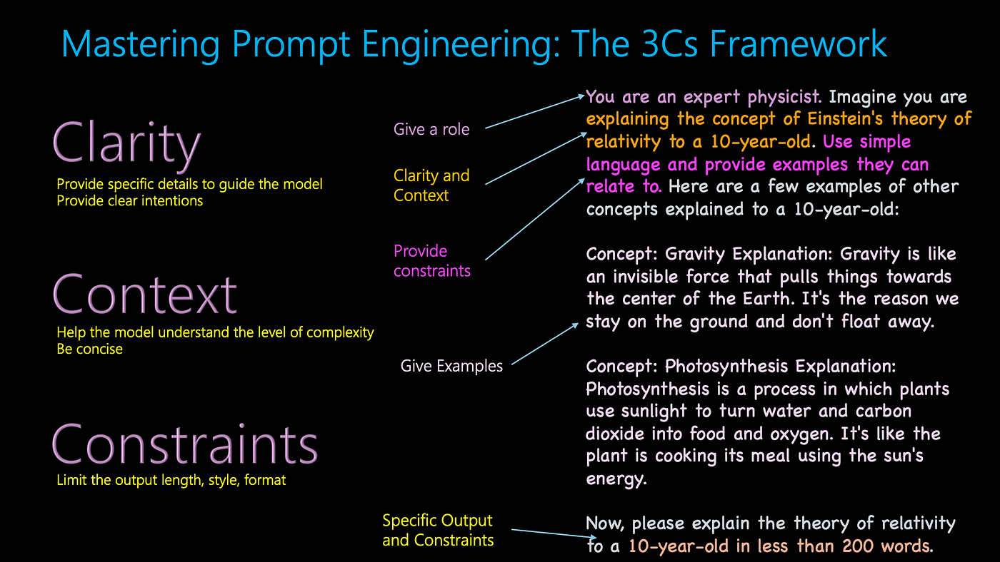 Mastering Prompt Engineering: The 3Cs Framework
Clarity
Provide specific details to guide the model
Provide clear intentions
Context
Help the model understand the level of complexity
Be concise
Constraints
Limit the output length, style, format
Give a role
Clarity and
Context
Provide
constraints
Give Examples
Specific Output
and Constraints
You are an expert physicist. Imagine you are
explaining the concept of Einstein's theory of
relativity to a 10-year-old. Use simple
language and provide examples they can
relate to. Here are a few examples of other
concepts explained to a 10-year-old:
Concept: Gravity Explanation: Gravity is like
an invisible force that pulls things towards
the center of the Earth. It's the reason we
stay on the ground and don't float away.
Concept: Photosynthesis Explanation:
Photosynthesis is a process in which plants
use sunlight to turn water and carbon
dioxide into food and oxygen. It's like the
plant is cooking its meal using the sun's
energy.
Now, please explain the theory of relativity
to a 10-year-old in less than 200 words.